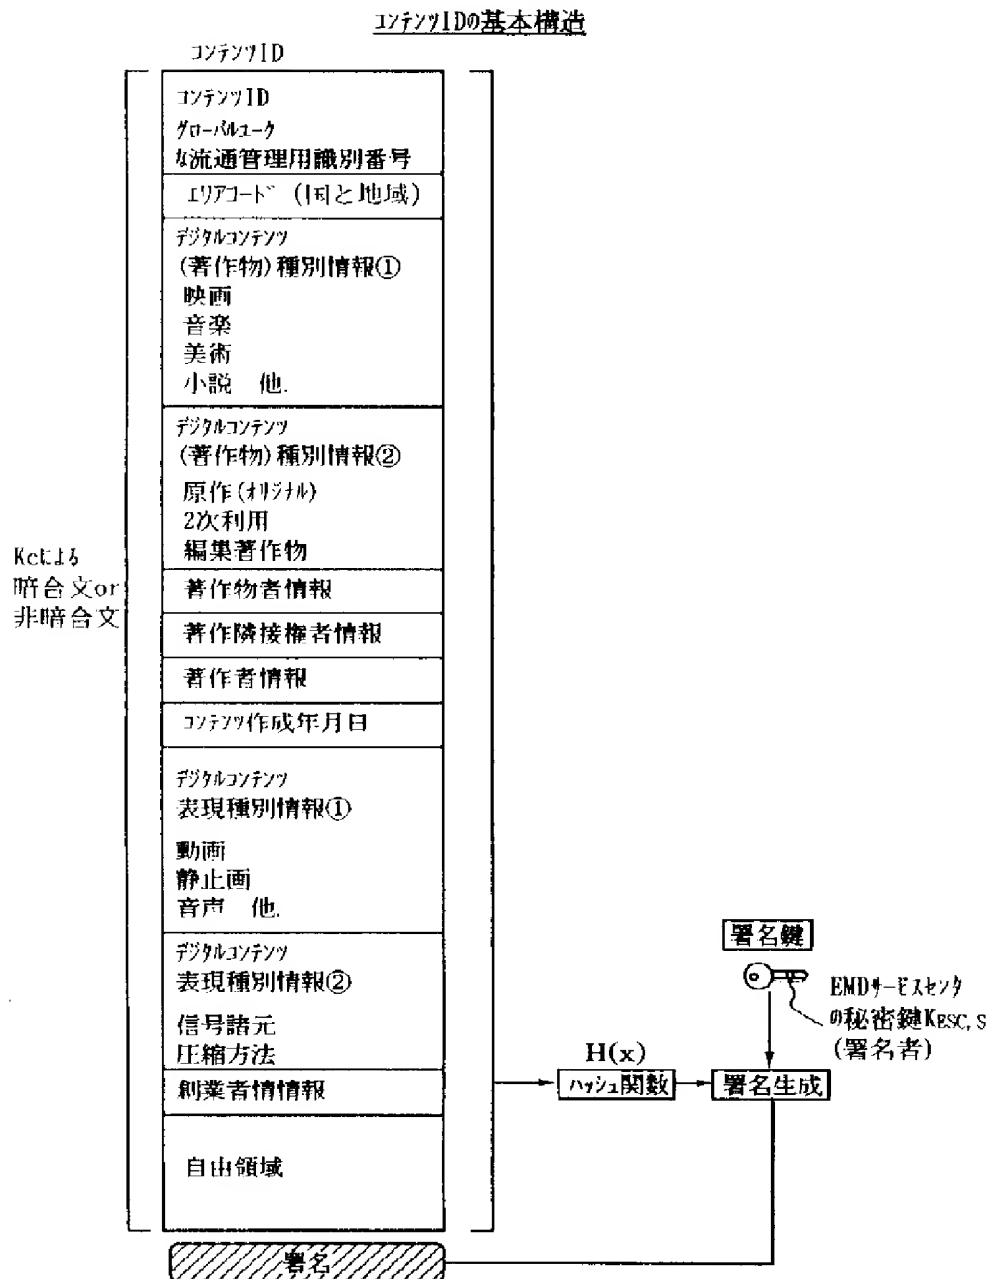 コンテンツIDの基本構造
コンテンツID
コンテンツID
グローバルユーク
な流通管理用識別番号
エリアコード (国と地域)
デジタルコンテンツ
(著作物) 種別情報①
映画
音楽
美術
小説 他.
デジタルコンテンツ
(著作物) 種別情報②
原作(オリジナル)
2次利用
編集著作物
著作物者情報
著作隣接権者情報
著作者情報
コンテンツ作成年月日
デジタルコンテンツ
表現種別情報①
動画
静止画
音声 他.
デジタルコンテンツ
表現種別情報②
信号諸元
圧縮方法
創業者情情報
自由領域
署名
Kcによる
暗合文or
非暗合文
H(x)
ハッシュ関数
署名生成
署名鍵
EMDサービスセンタ
の秘密鍵KESC,S
(署名者)